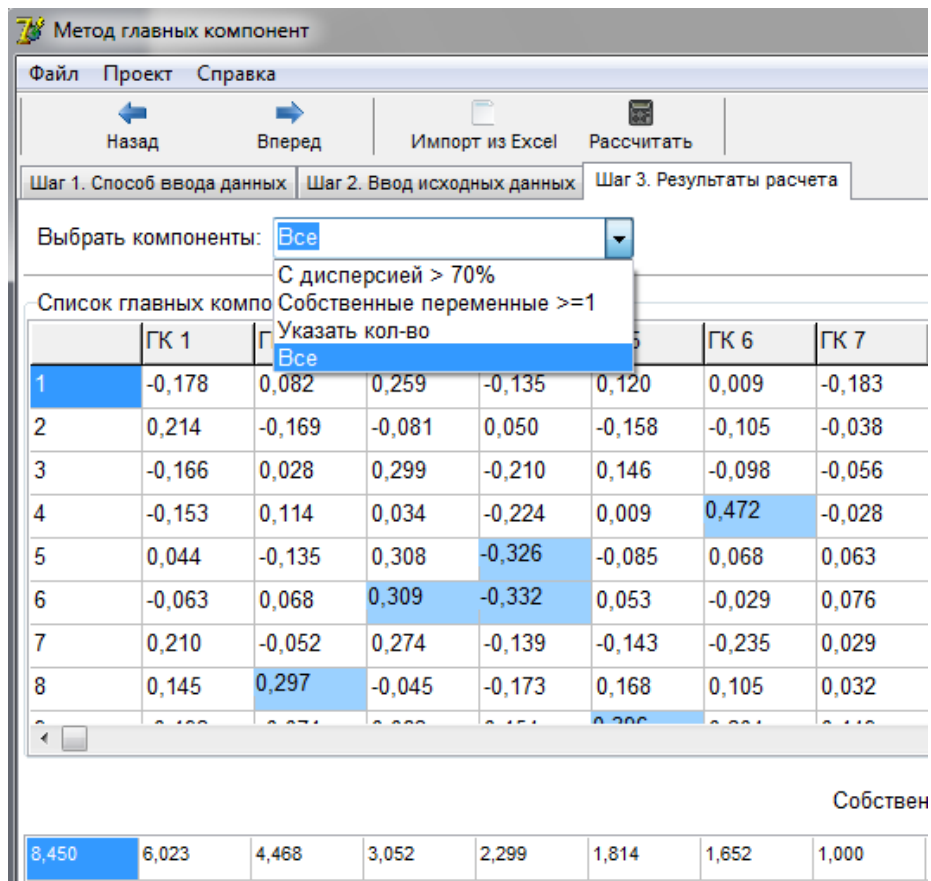 Метод главных компонент
Файл Проект Справка
Назад Вперед Импорт из Excel Рассчитать
Шаг 1. Способ ввода данных Шаг 2. Ввод исходных данных Шаг 3. Результаты расчета
Выбрать компоненты: Все
С дисперсией > 70%
Собственные переменные >=1
Указать кол-во
Все
Список главных компо
ГК 1 ГК 6 ГК 7
1 -0,178 0,082 0,259 -0,135 0,120 0,009 -0,183
2 0,214 -0,169 -0,081 0,050 -0,158 -0,105 -0,038
3 -0,166 0,028 0,299 -0,210 0,146 -0,098 -0,056
4 -0,153 0,114 0,034 -0,224 0,009 0,472 -0,028
5 0,044 -0,135 0,308 -0,326 -0,085 0,068 0,063
6 -0,063 0,068 0,309 -0,332 0,053 -0,029 0,076
7 0,210 -0,052 0,274 -0,139 -0,143 -0,235 0,029
8 0,145 0,297 -0,045 -0,173 0,168 0,105 0,032
Собствен
8,450 6,023 4,468 3,052 2,299 1,814 1,652 1,000